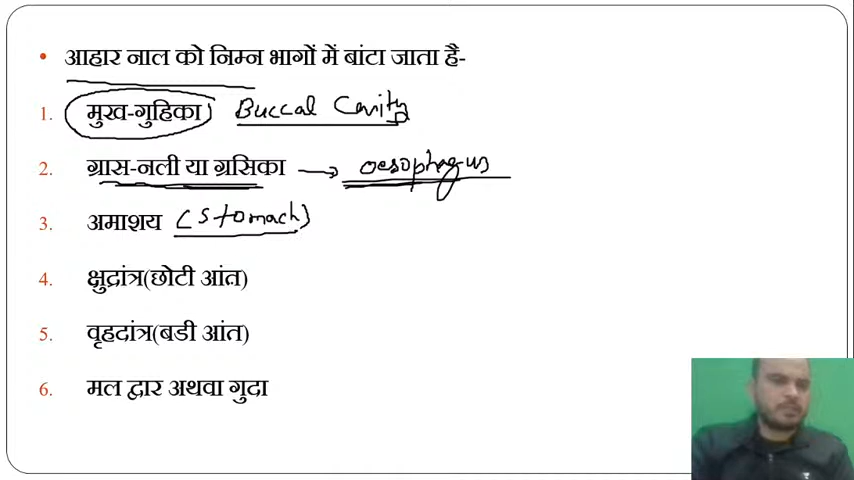 • आहार नाल को निम्न भागों में बांटा जाता है-
1. मुख-गुहिका Buccal Cavity
2. ग्रास-नली या ग्रसिका → oesophagus
3. अमाशय (Stomach)
4. क्षुद्रांत्र(छोटी आंत)
5. वृहदांत्र(बडी आंत)
6. मल द्वार अथवा गुदा